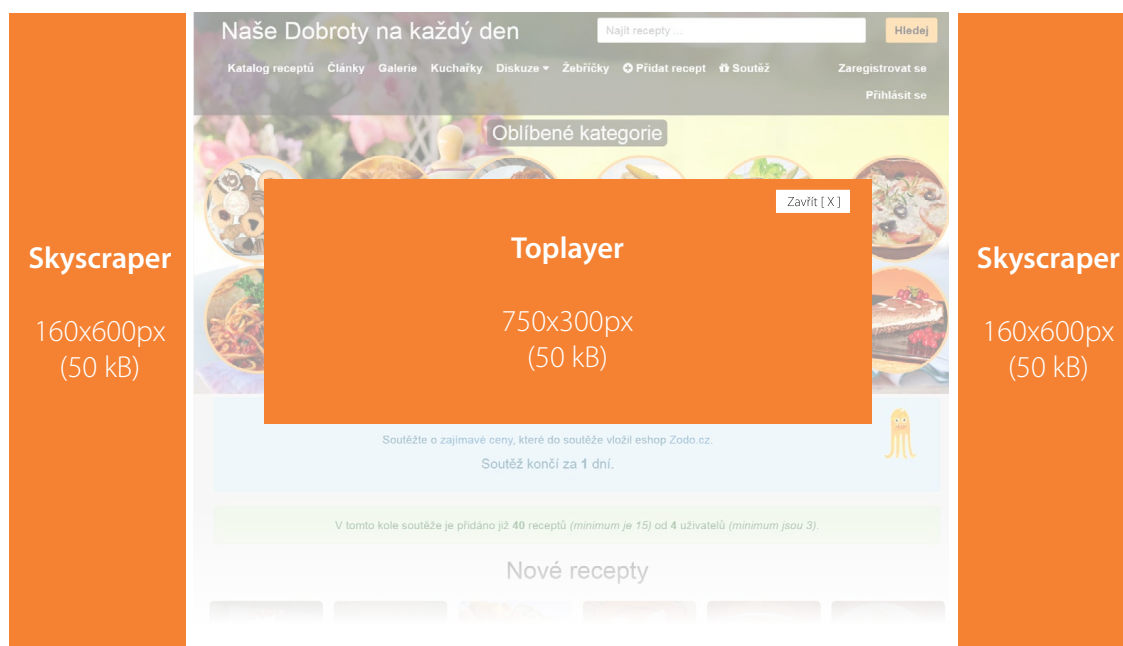 Naše Dobroty na každý den
Najít recepty ...
Hledej
Katalog receptů Články Galerie Kuchařky Diskuze Žebříčky Přidat recept Soutěž Zaregistrovat se
Přihlásit se
Oblíbené kategorie
Zavřít [ X ]
Skyscraper
160x600px
(50 kB)
Toplayer
750x300px
(50 kB)
Skyscraper
160x600px
(50 kB)
Soutěžte o zajímavé ceny, které do soutěže vložil eshop Zodo.cz.
Soutěž končí za 1 dní.
V tomto kole soutěže je přidáno již 40 receptů (minimum je 15) od 4 uživatelů (minimum jsou 3).
Nové recepty